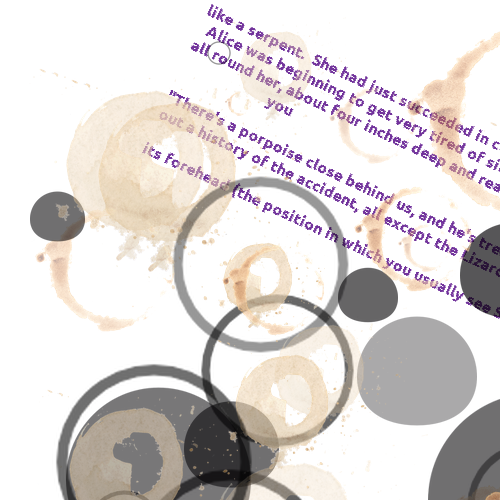 like a serpent. She had just succeeded in c
Alice was beginning to get very tired of si
all round her, about four inches deep and rea
you
"There's a porpoise close behind us, and he's tre
out a history of the accident, all except the Lizard
its forehead (the position in which you usually see S